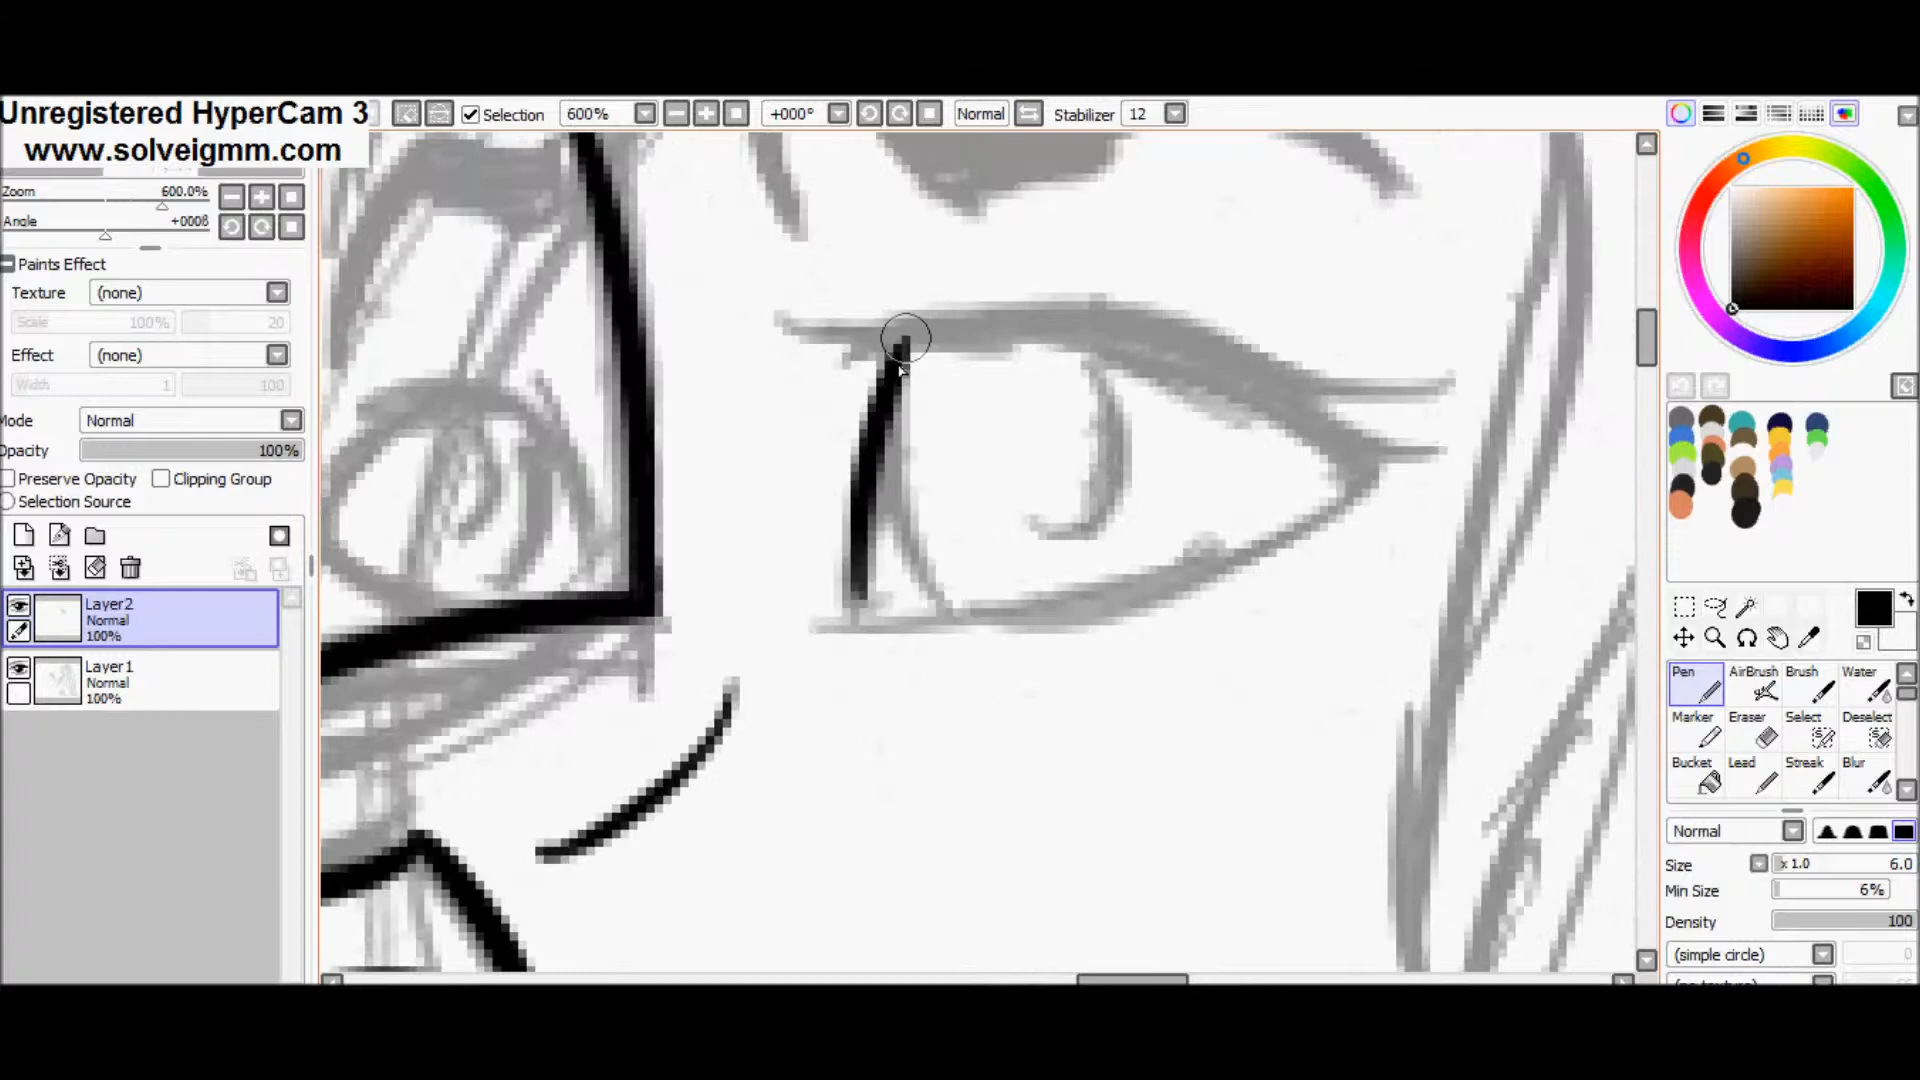 Unregistered HyperCam 3
www.solveigmm.com
Selection 600% +000° Normal Stabilizer 12
Zoom 600.0%
Angle +000ß
Paints Effect
Texture (none)
Scale 100% 20
Effect (none)
Width 1 100
Mode Normal
Opacity 100%
Preserve Opacity Clipping Group
Selection Source
Layer2
Normal
100%
Layer1
Normal
100%
Pen AirBrush Brush Water
Marker Eraser Select Deselect
Bucket Lead Streak Blur
Normal
Size x 1.0 6.0
Min Size 6%
Density 100
(simple circle) 0